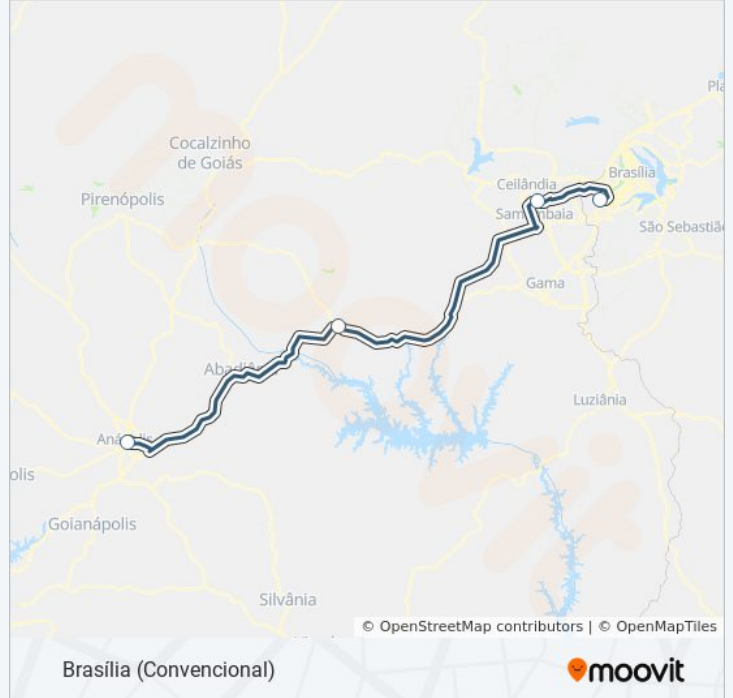 Pla
Cocalzinho
de Goiás
Brasília
Ceilândia
Pirenópolis
Samambaia
São Sebastião
Gama
Abadiânia
Luziânia
Anápolis
olis
Goianápolis
Silvânia
© OpenStreetMap contributors | © OpenMapTiles
Brasília (Convencional)
moovit